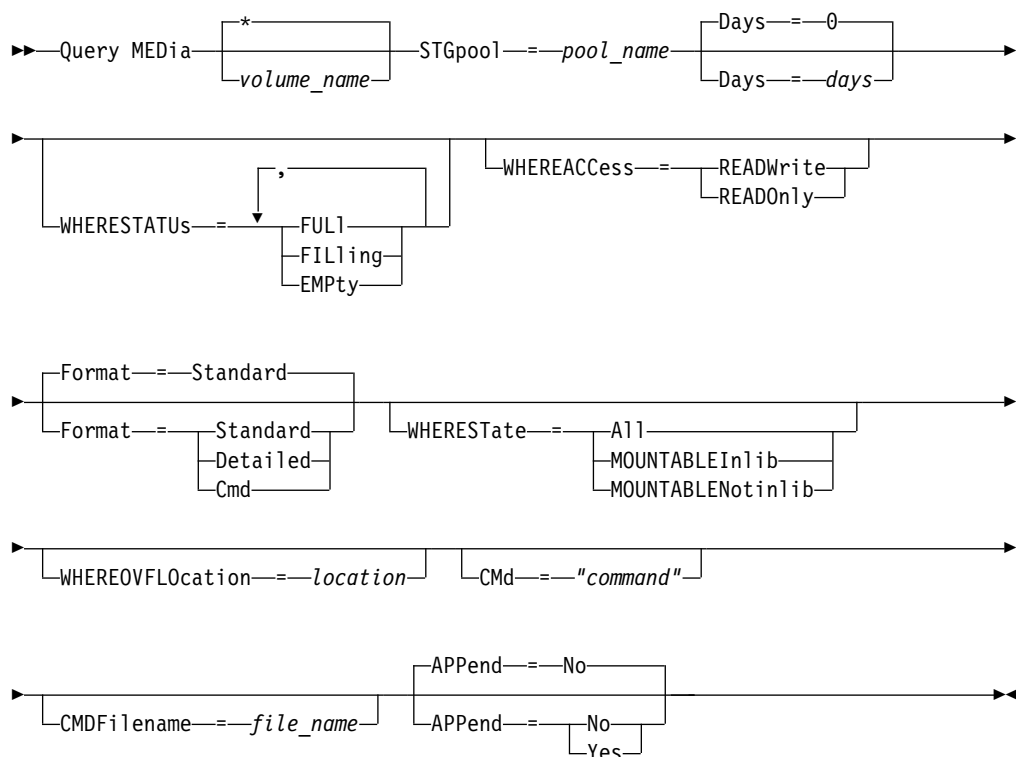 *
Days = 0
Query MEDia STGpool = pool_name
volume_name
Days = days
,
WHERESTATUs = FULl
FILling
EMPty
WHEREACCess = READWrite
READOnly
Format = Standard
Format = Standard
Detailed
Cmd
WHERESTate = All
MOUNTABLEInlib
MOUNTABLENotinlib
WHEREOVFLOcation = location
CMd = "command"
APPend = No
CMDFilename = file_name
APPend = No
Yes